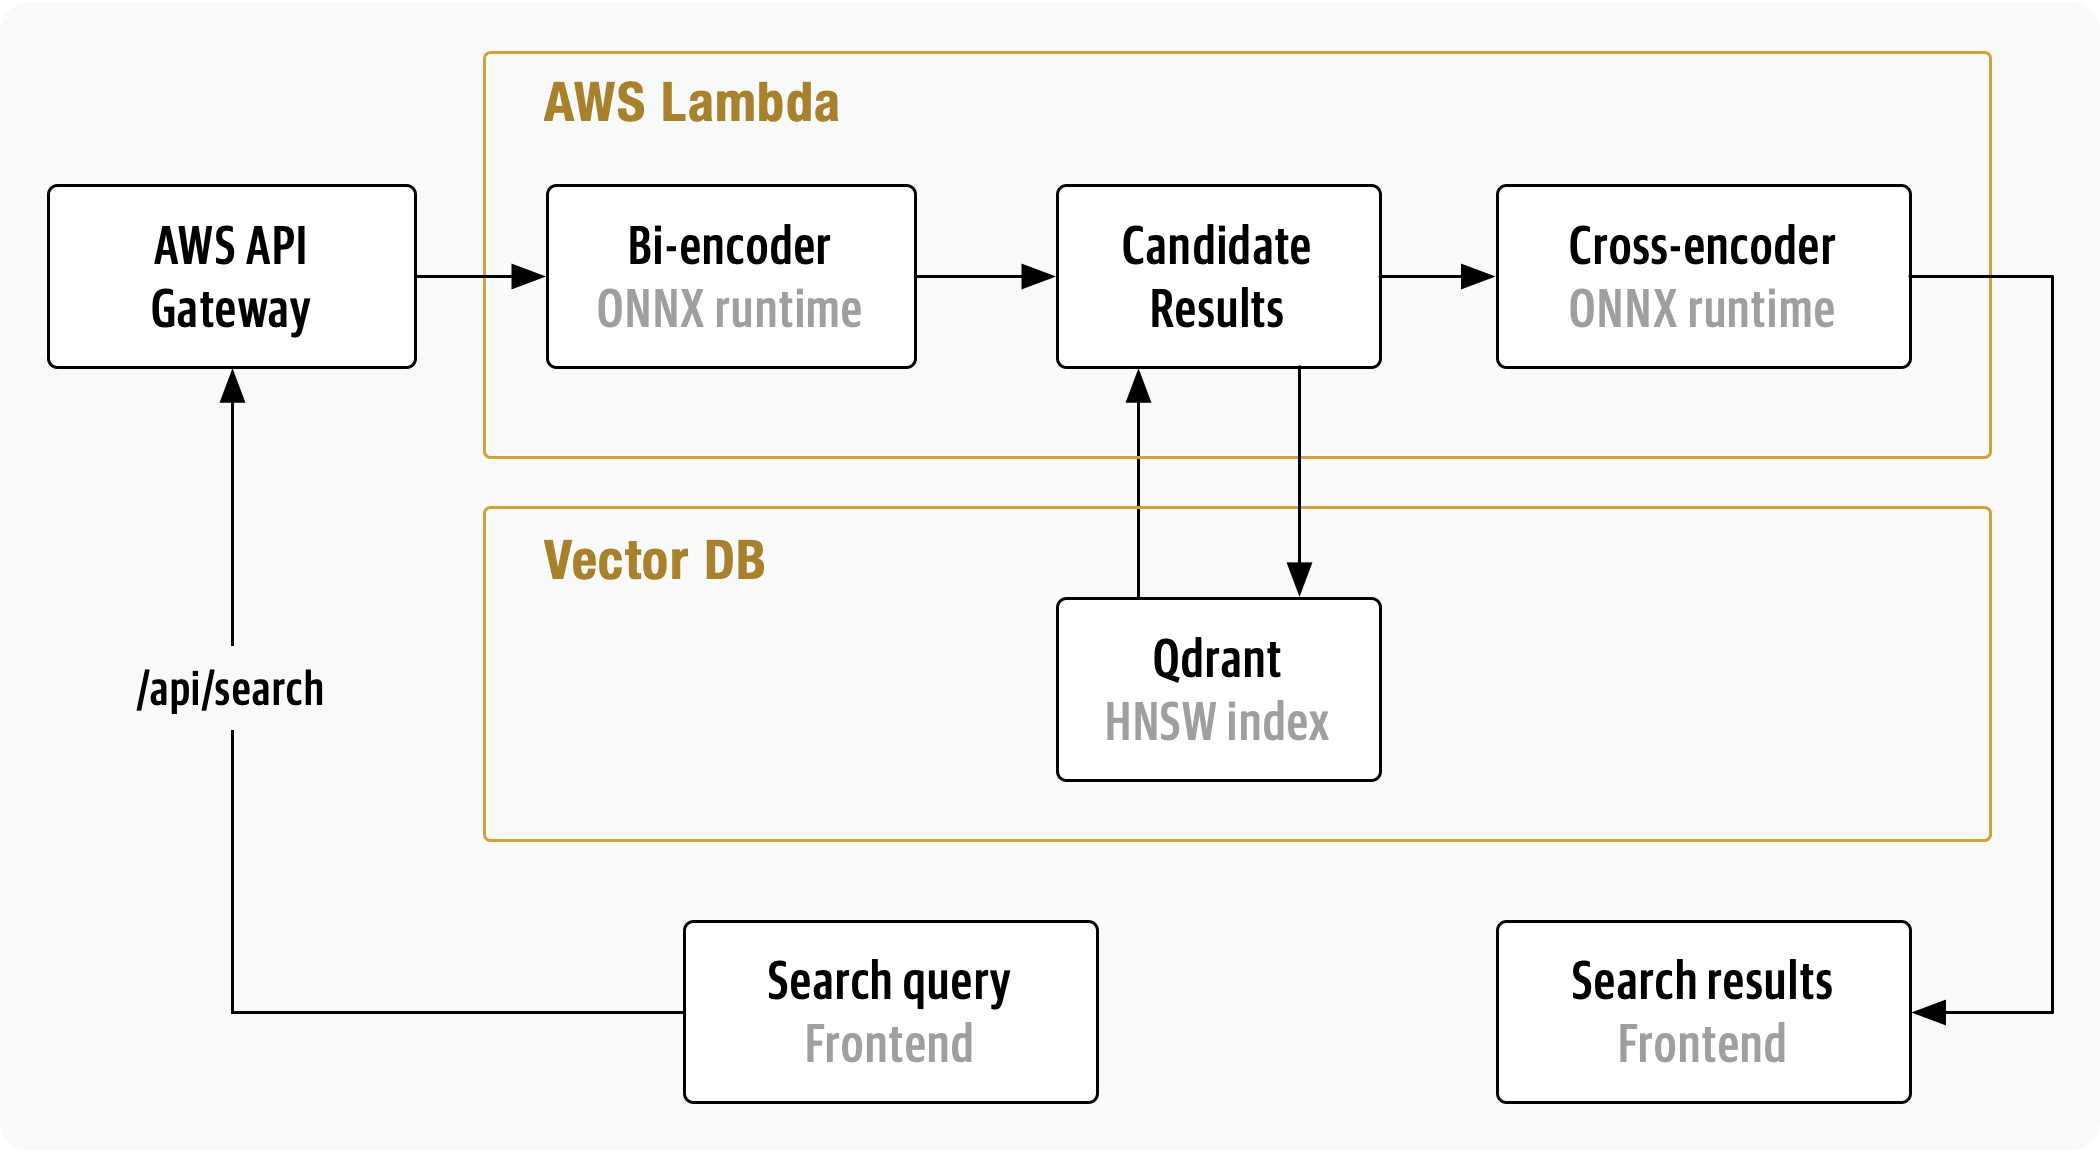 AWS Lambda
AWS API
Gateway
Bi-encoder
ONNX runtime
Candidate
Results
Cross-encoder
ONNX runtime
Vector DB
Qdrant
HNSW index
/api/search
Search query
Frontend
Search results
Frontend